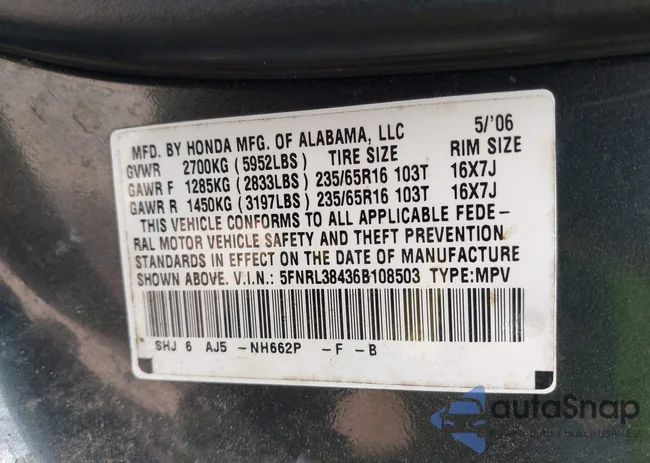 MFD. BY HONDA MFG. OF ALABAMA, LLC 5/'06
GVWR 2700KG (5952LBS) TIRE SIZE RIM SIZE
GAWR F 1285KG (2833LBS) 235/65R16 103T 16X7J
GAWR R 1450KG (3197LBS) 235/65R16 103T 16X7J
THIS VEHICLE CONFORMS TO ALL APPLICABLE FEDE-
RAL MOTOR VEHICLE SAFETY AND THEFT PREVENTION
STANDARDS IN EFFECT ON THE DATE OF MANUFACTURE
SHOWN ABOVE. V.I.N.: 5FNRL38436B108503 TYPE:MPV
SHJ 6 AJ5 -NH662P -F -B
autaSnap